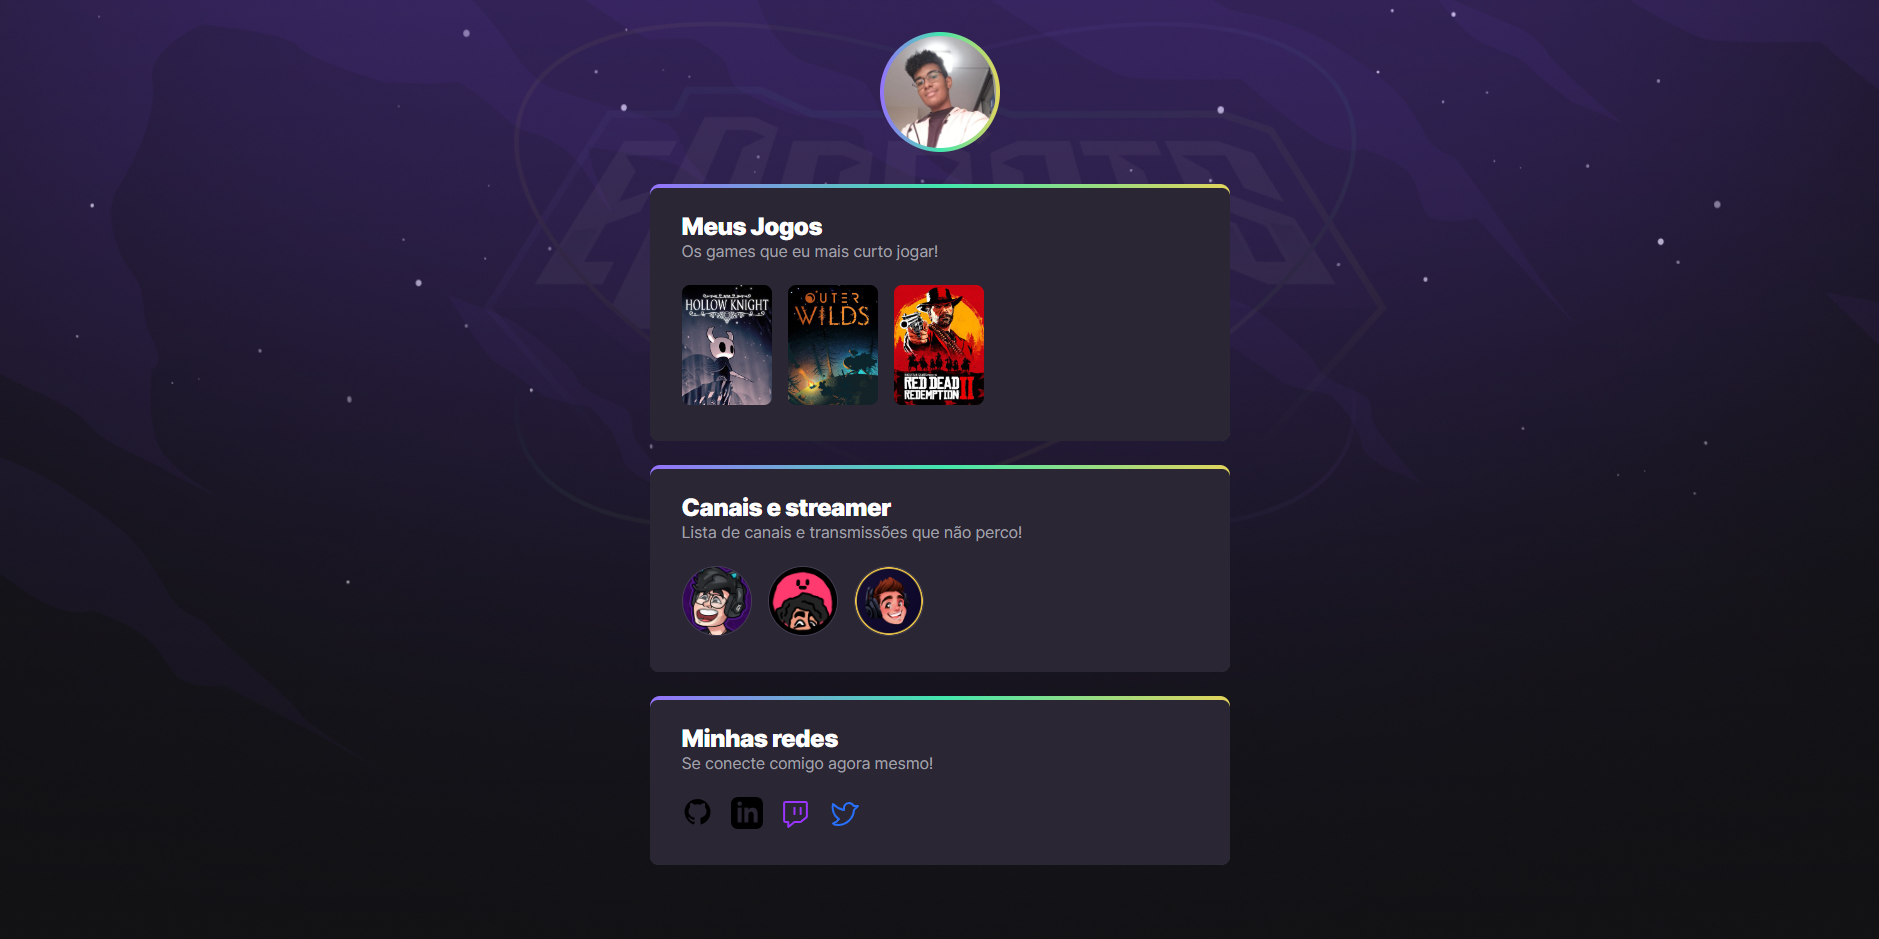 Meus Jogos
Os games que eu mais curto jogar!
HOLLOW KNIGHT
OUTER
WILDS
RED DEAD
REDEMPTION II
Canais e streamer
Lista de canais e transmissões que não perco!
Minhas redes
Se conecte comigo agora mesmo!
in